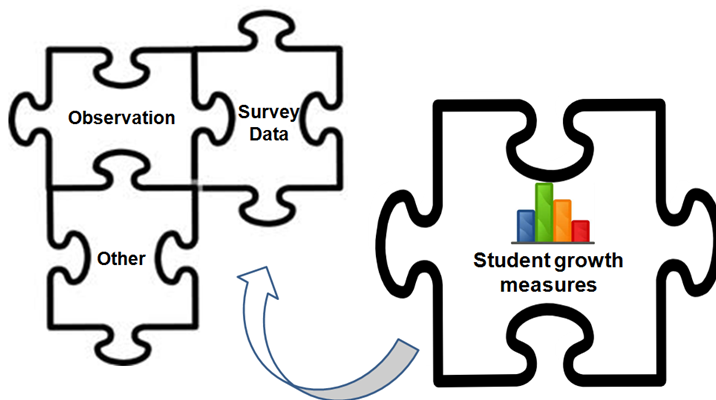 Observation
Survey
Data
Other
Student growth
measures